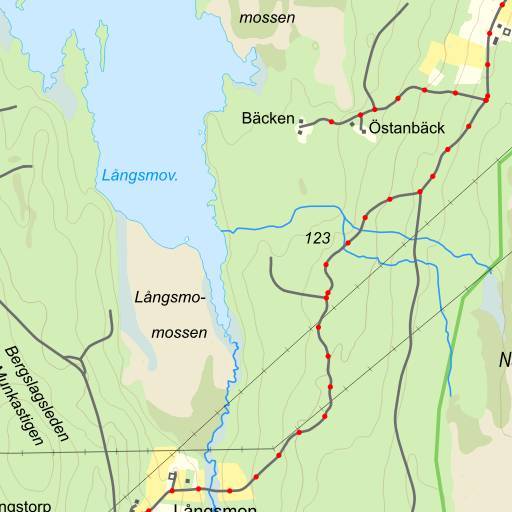 mossen
Bäcken
Östanbäck
Långsmov.
123
Långsmo-
mossen
Bergslagsleden
Munkastigen
ngstorp
Långsmon
N